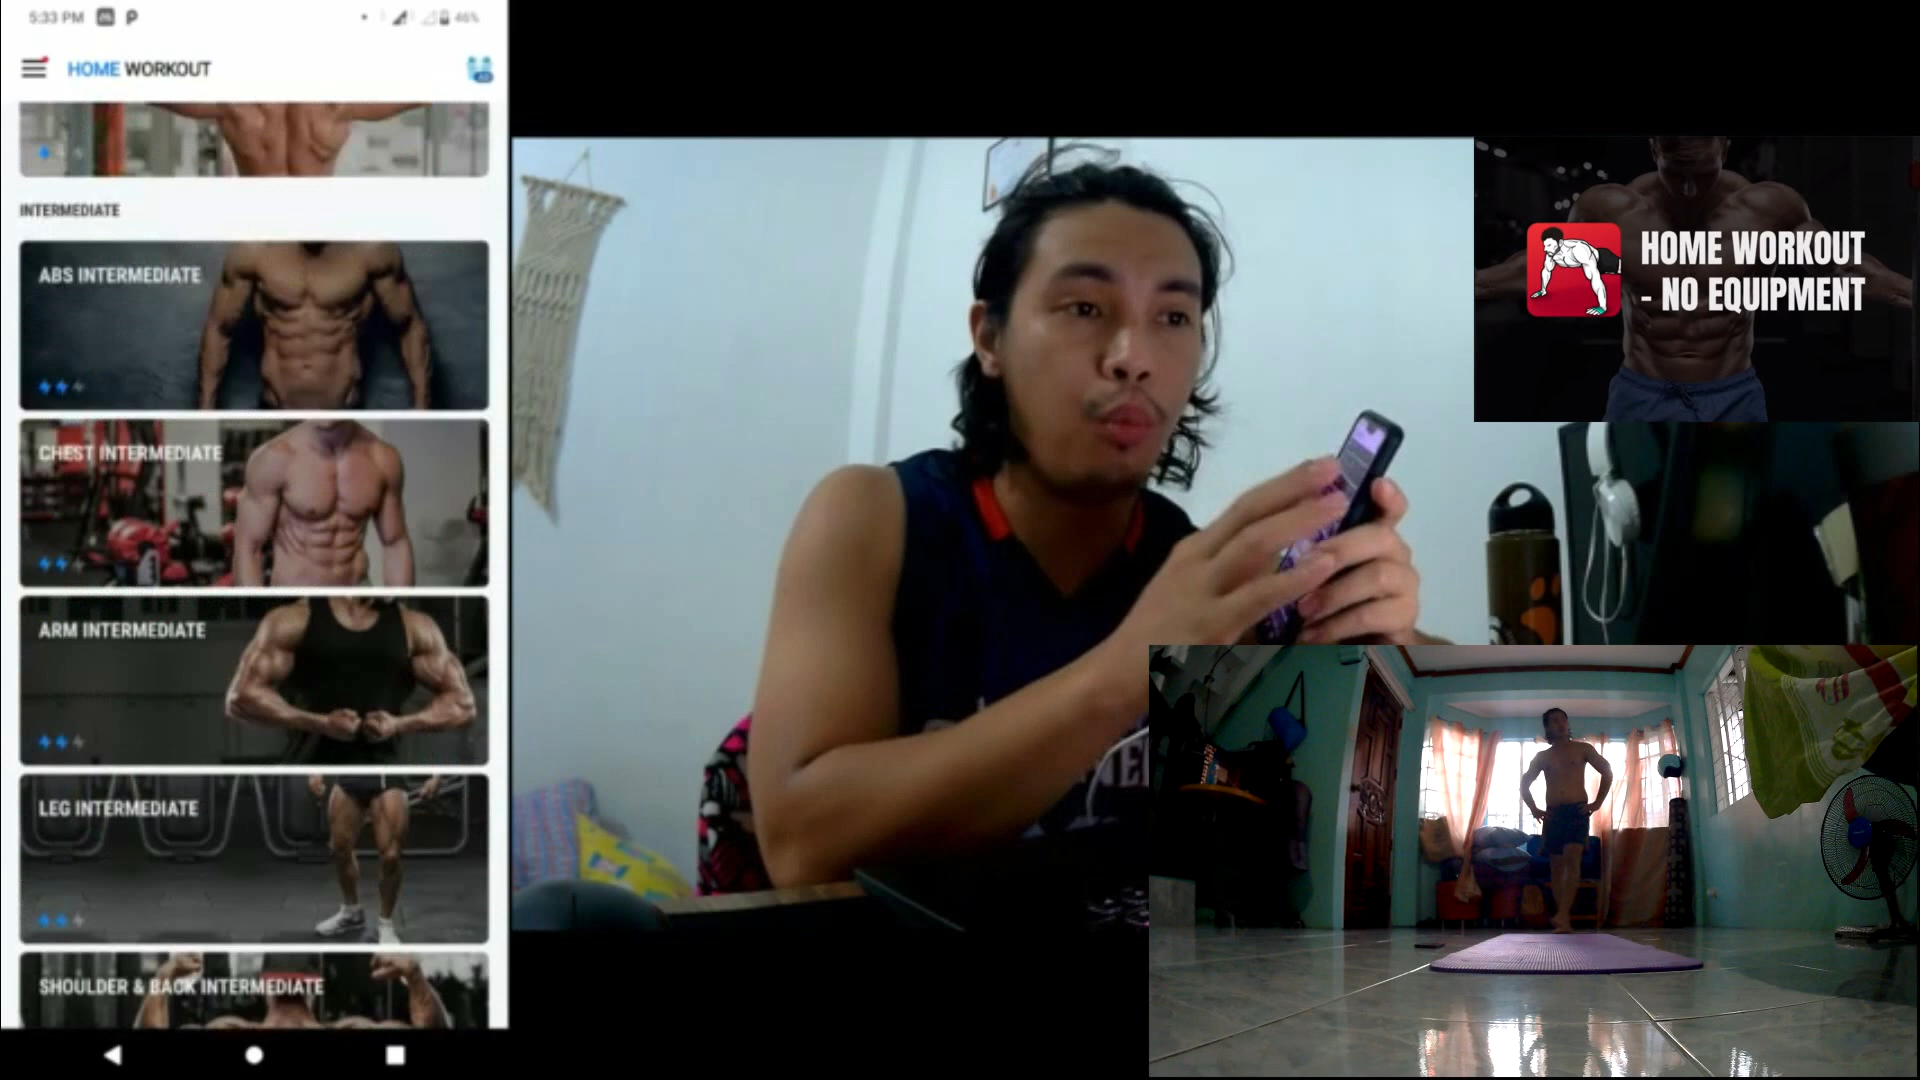 5:33 PM
46%
HOME WORKOUT
INTERMEDIATE
ABS INTERMEDIATE
CHEST INTERMEDIATE
ARM INTERMEDIATE
LEG INTERMEDIATE
SHOULDER & BACK INTERMEDIATE
HOME WORKOUT
- NO EQUIPMENT